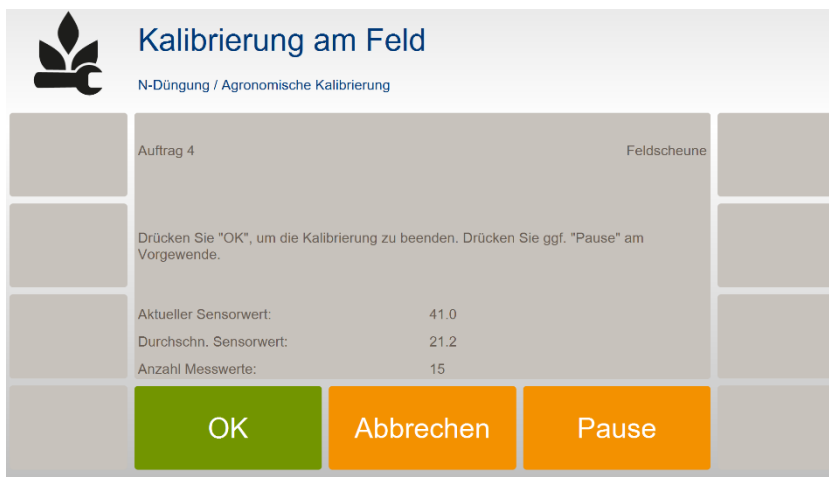 Kalibrierung am Feld
N-Düngung / Agronomische Kalibrierung
Auftrag 4 Feldscheune
Drücken Sie "OK", um die Kalibrierung zu beenden. Drücken Sie ggf. "Pause" am
Vorgewende.
Aktueller Sensorwert: 41.0
Durchschn. Sensorwert: 21.2
Anzahl Messwerte: 15
OK Abbrechen Pause